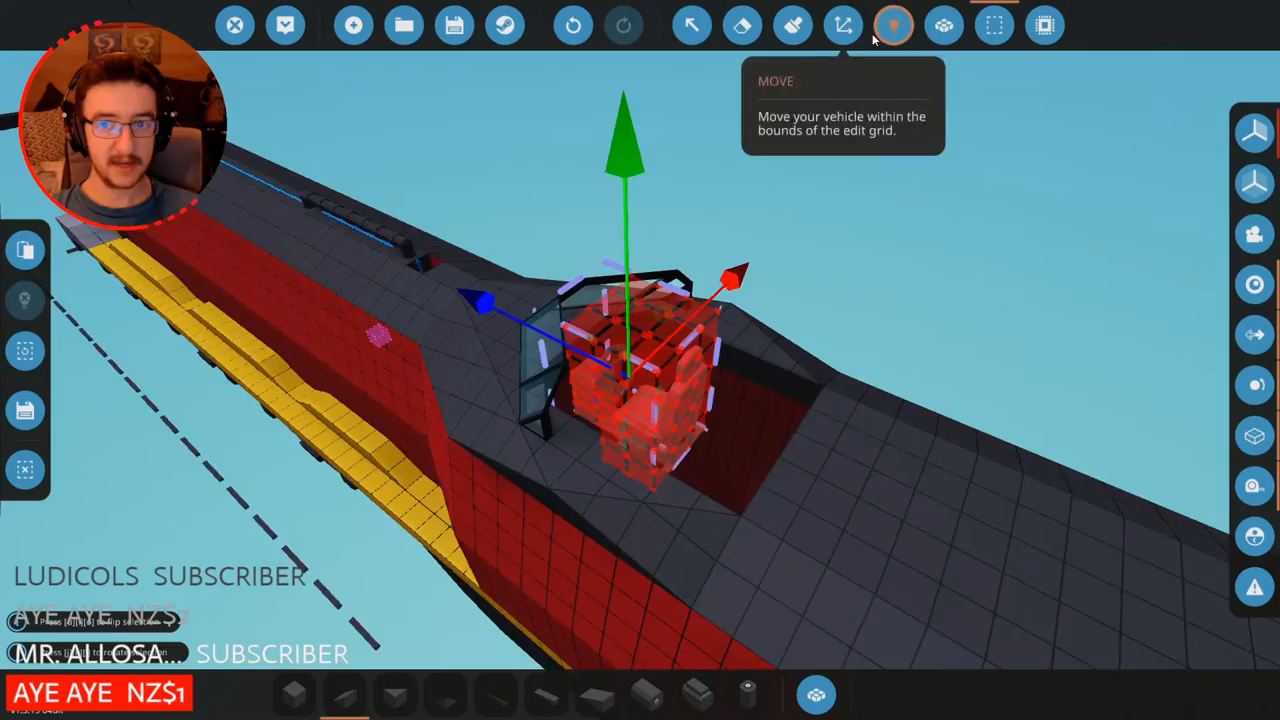 MOVE
Move your vehicle within the
bounds of the edit grid.
LUDICOLS SUBSCRIBER
AYE AYE NZ$2
MR. ALLOSA... SUBSCRIBER
AYE AYE NZ$1